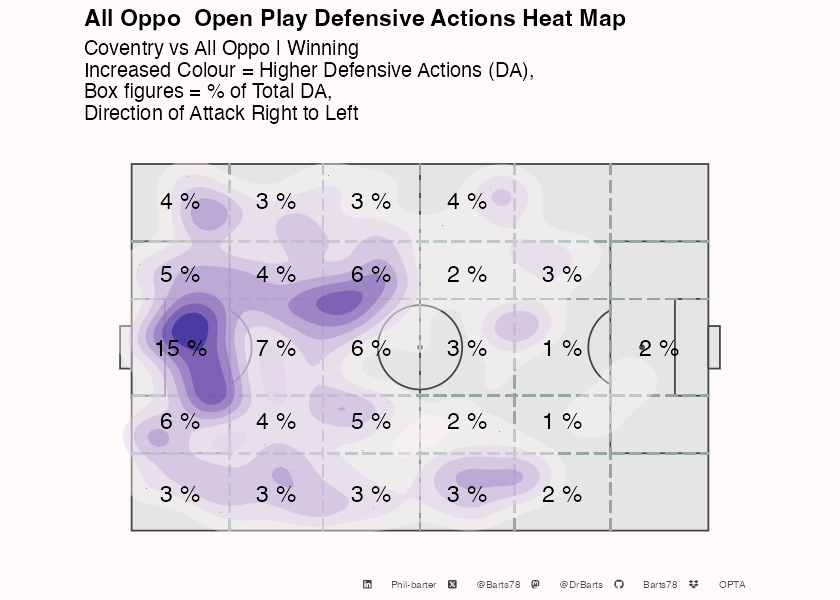 All Oppo  Open Play Defensive Actions Heat Map
Coventry vs All Oppo | Winning
Increased Colour = Higher Defensive Actions (DA),
Box figures = % of Total DA,
Direction of Attack Right to Left
4 % 3 % 3 % 4 %
5 % 4 % 6 % 2 % 3 %
15 % 7 % 6 % 3 % 1 % 2 %
6 % 4 % 5 % 2 % 1 %
3 % 3 % 3 % 3 % 2 %
Phil-barter @Barts78 @DrBarts Barts78 OPTA